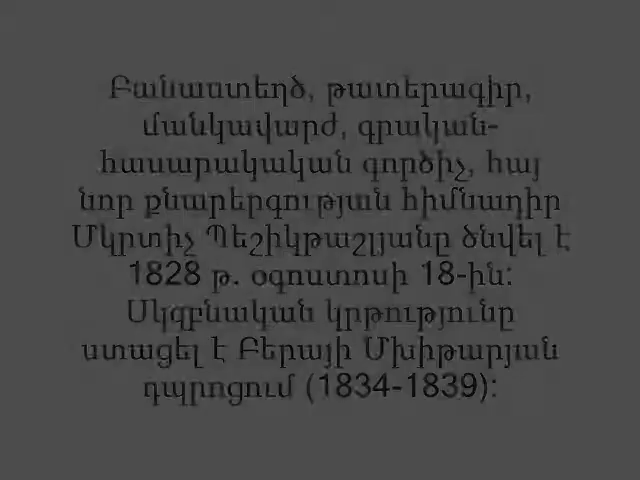 Բանաստեղծ, թատերագիր,
մանկավարժ, գրական-
հասարակական գործիչ, հայ
նոր քնարերգության հիմնադիր
Մկրտիչ Պեշիկթաշլյանը ծնվել է
1828 թ. օգոստոսի 18-ին:
Սկզբնական կրթությունը
ստացել է Բերայի Մխիթարյան
դպրոցում (1834-1839):